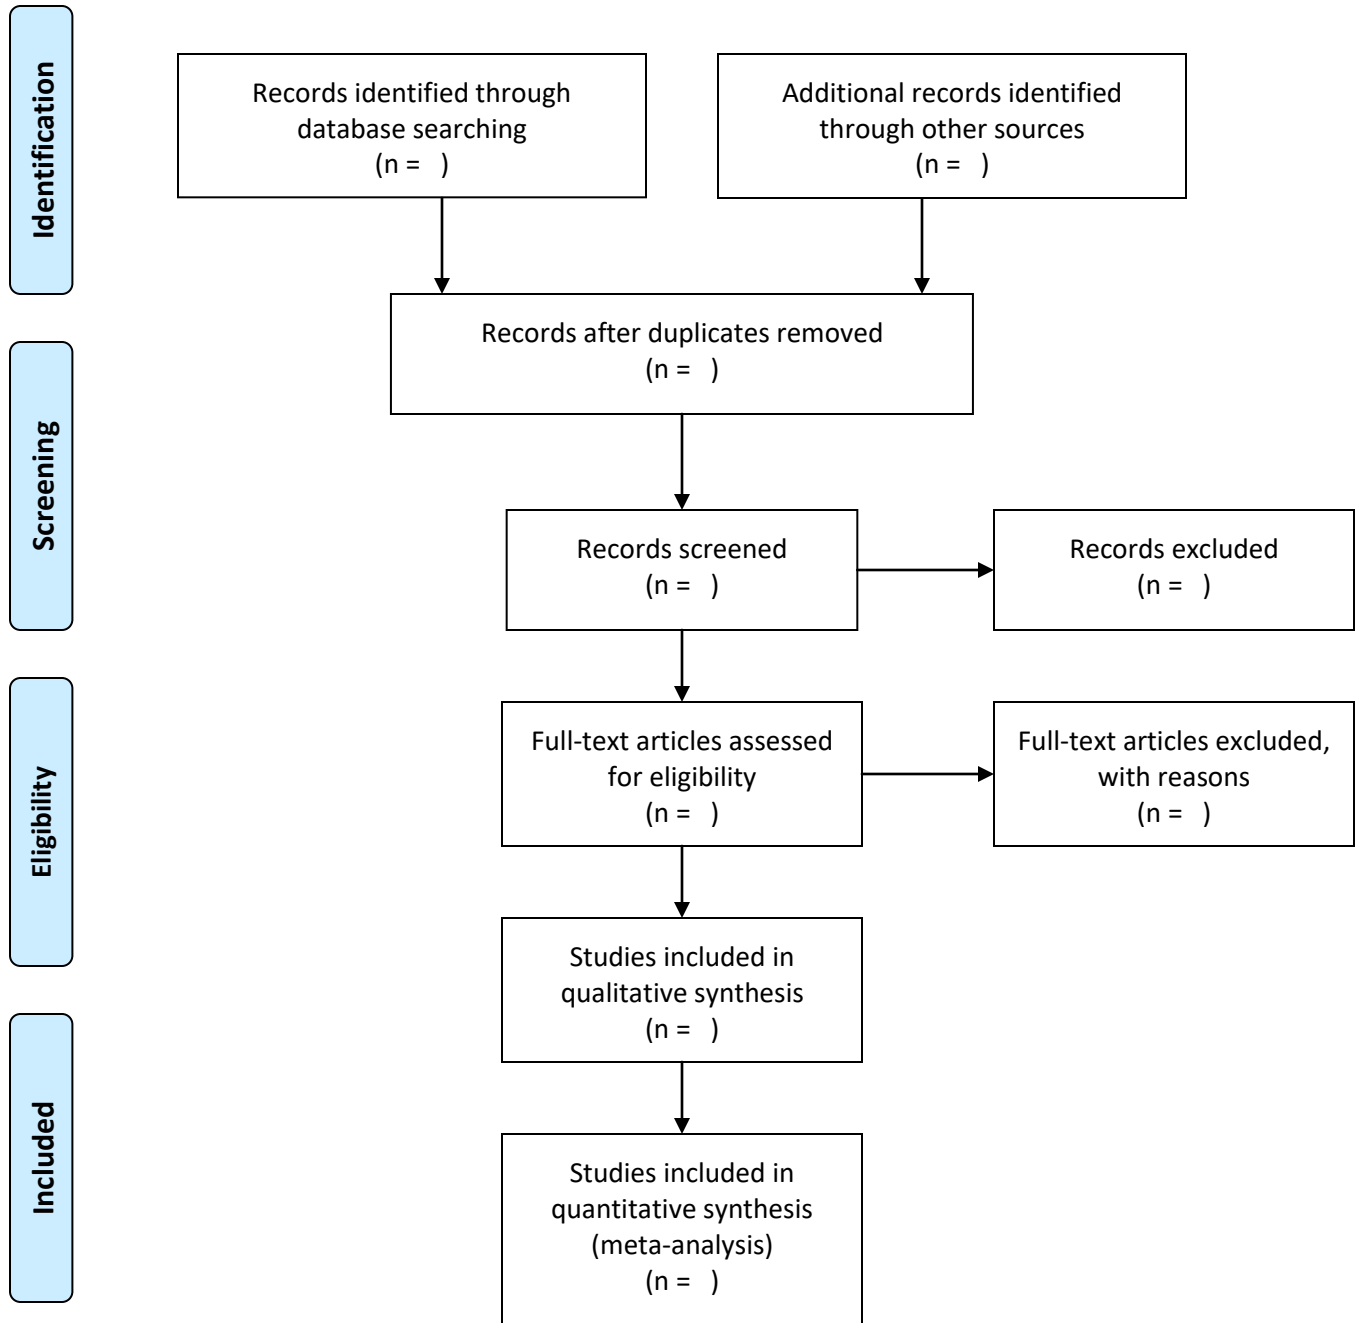 Identification
Records identified through
database searching
(n =   )
Additional records identified
through other sources
(n =   )
Records after duplicates removed
(n =   )
Screening
Records screened
(n =   )
Records excluded
(n =   )
Eligibility
Full-text articles assessed
for eligibility
(n =   )
Full-text articles excluded,
with reasons
(n =   )
Studies included in
qualitative synthesis
(n =   )
Included
Studies included in
quantitative synthesis
(meta-analysis)
(n =   )